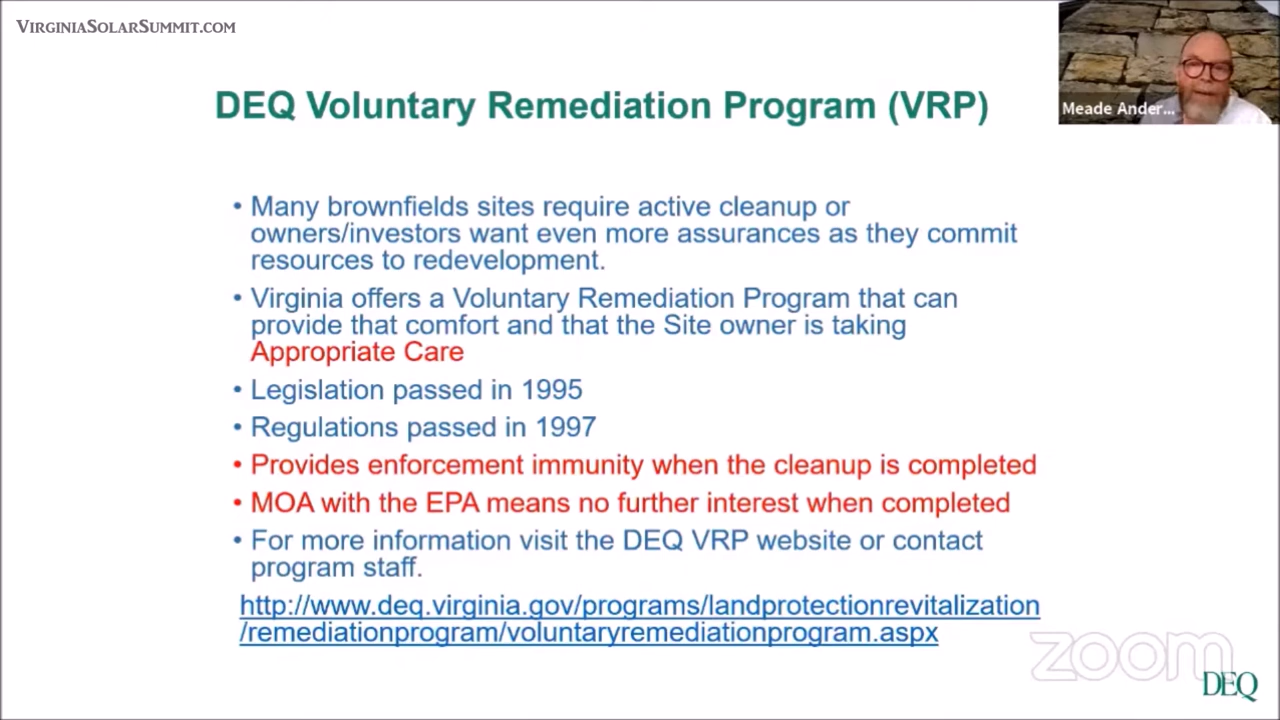 VIRGINIASOLARSUMMIT.COM
Meade Ander...
DEQ Voluntary Remediation Program (VRP)
• Many brownfields sites require active cleanup or
owners/investors want even more assurances as they commit
resources to redevelopment.
• Virginia offers a Voluntary Remediation Program that can
provide that comfort and that the Site owner is taking
Appropriate Care
• Legislation passed in 1995
• Regulations passed in 1997
• Provides enforcement immunity when the cleanup is completed
• MOA with the EPA means no further interest when completed
• For more information visit the DEQ VRP website or contact
program staff.
http://www.deq.virginia.gov/programs/landprotectionrevitalization
/remediationprogram/voluntaryremediationprogram.aspx
zoom
DEQ